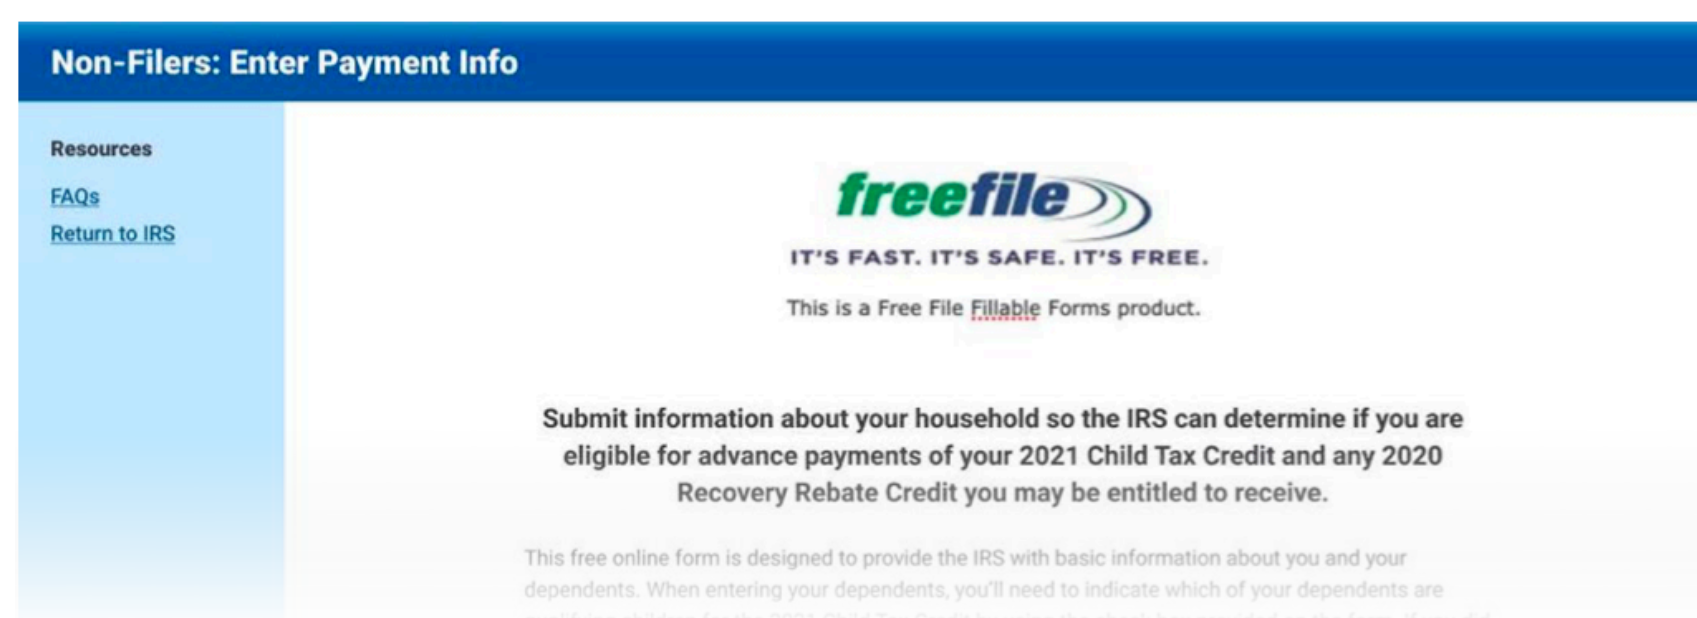 Non-Filers: Enter Payment Info
Resources
FAQs
Return to IRS
freefile
IT'S FAST. IT'S SAFE. IT'S FREE.
This is a Free File Fillable Forms product.
Submit information about your household so the IRS can determine if you are
eligible for advance payments of your 2021 Child Tax Credit and any 2020
Recovery Rebate Credit you may be entitled to receive.
This free online form is designed to provide the IRS with basic information about you and your
dependents. When entering your dependents, you'll need to indicate which of your dependents are